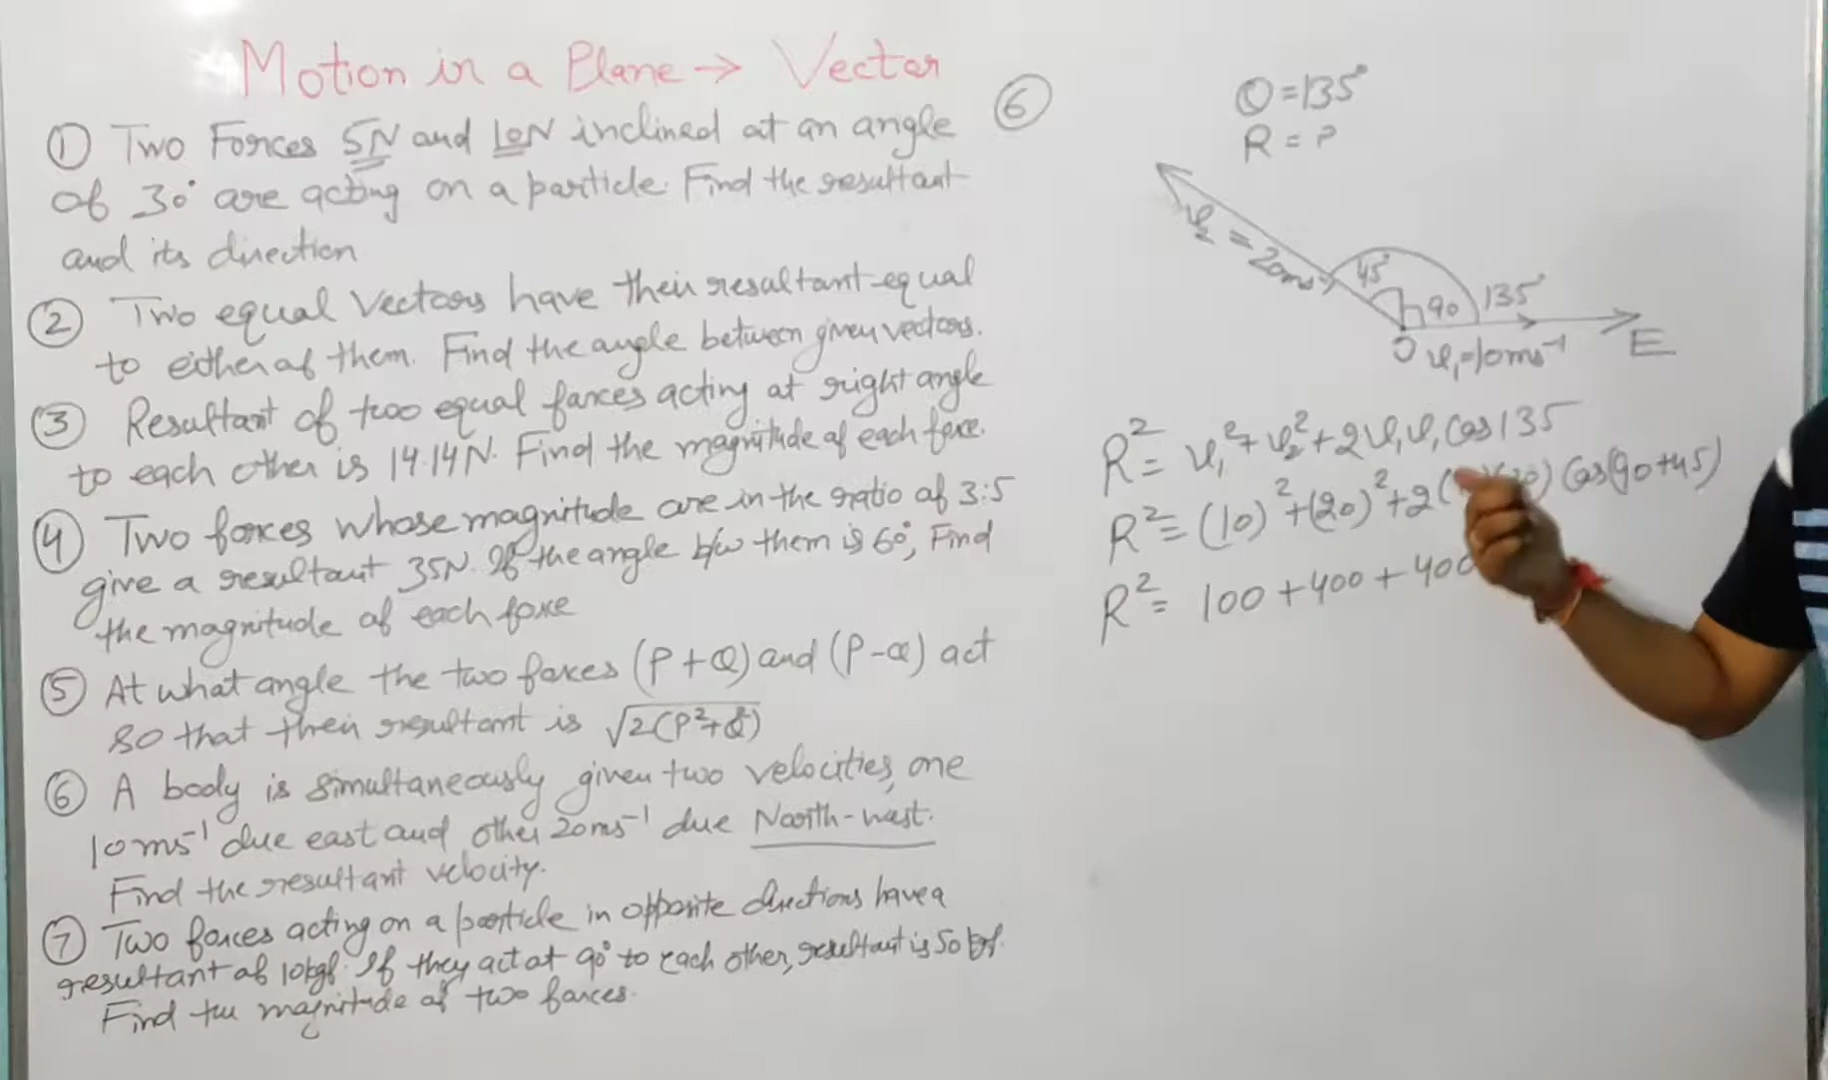 Motion in a Plane → Vector
① Two Forces 5N and 10N inclined at an angle
of 30° are acting on a particle. Find the resultant
and its direction
② Two equal vectors have their resultant equal
to either of them. Find the angle between given vectors.
③ Resultant of two equal forces acting at right angle
to each other is 14.14N. Find the magnitude of each force.
④ Two forces whose magnitude are in the ratio of 3:5
give a resultant 35N. If the angle b/w them is 60°, Find
the magnitude of each force
⑤ At what angle the two forces (P+Q) and (P-Q) act
so that their resultant is √2(P²+Q²)
⑥ A body is simultaneously given two velocities, one
10ms⁻¹ due east and other 20ms⁻¹ due North-west.
Find the resultant velocity.
⑦ Two forces acting on a particle in opposite directions have a
resultant of 10kgf. If they act at 90° to each other, resultant is 50 kgf.
Find the magnitude of two forces.
⑥
θ=135°
R = ?
v₂ = 20ms⁻¹
45°
90
135°
O v₁=10ms⁻¹
E
R² = v₁² + v₂² + 2v₁v₁ Cos135
R² = (10)² + (20)² + 2( 20) Cos(90+45)
R² = 100 + 400 + 400